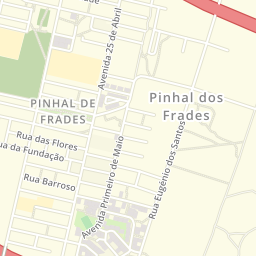 Avenida 25 de Abril
PINHAL DE
FRADES
Pinhal dos
Frades
Rua das Flores
Rua da Fundação
Rua Barroso
Avenida Primeiro de Maio
Rua Eugénio dos Santos